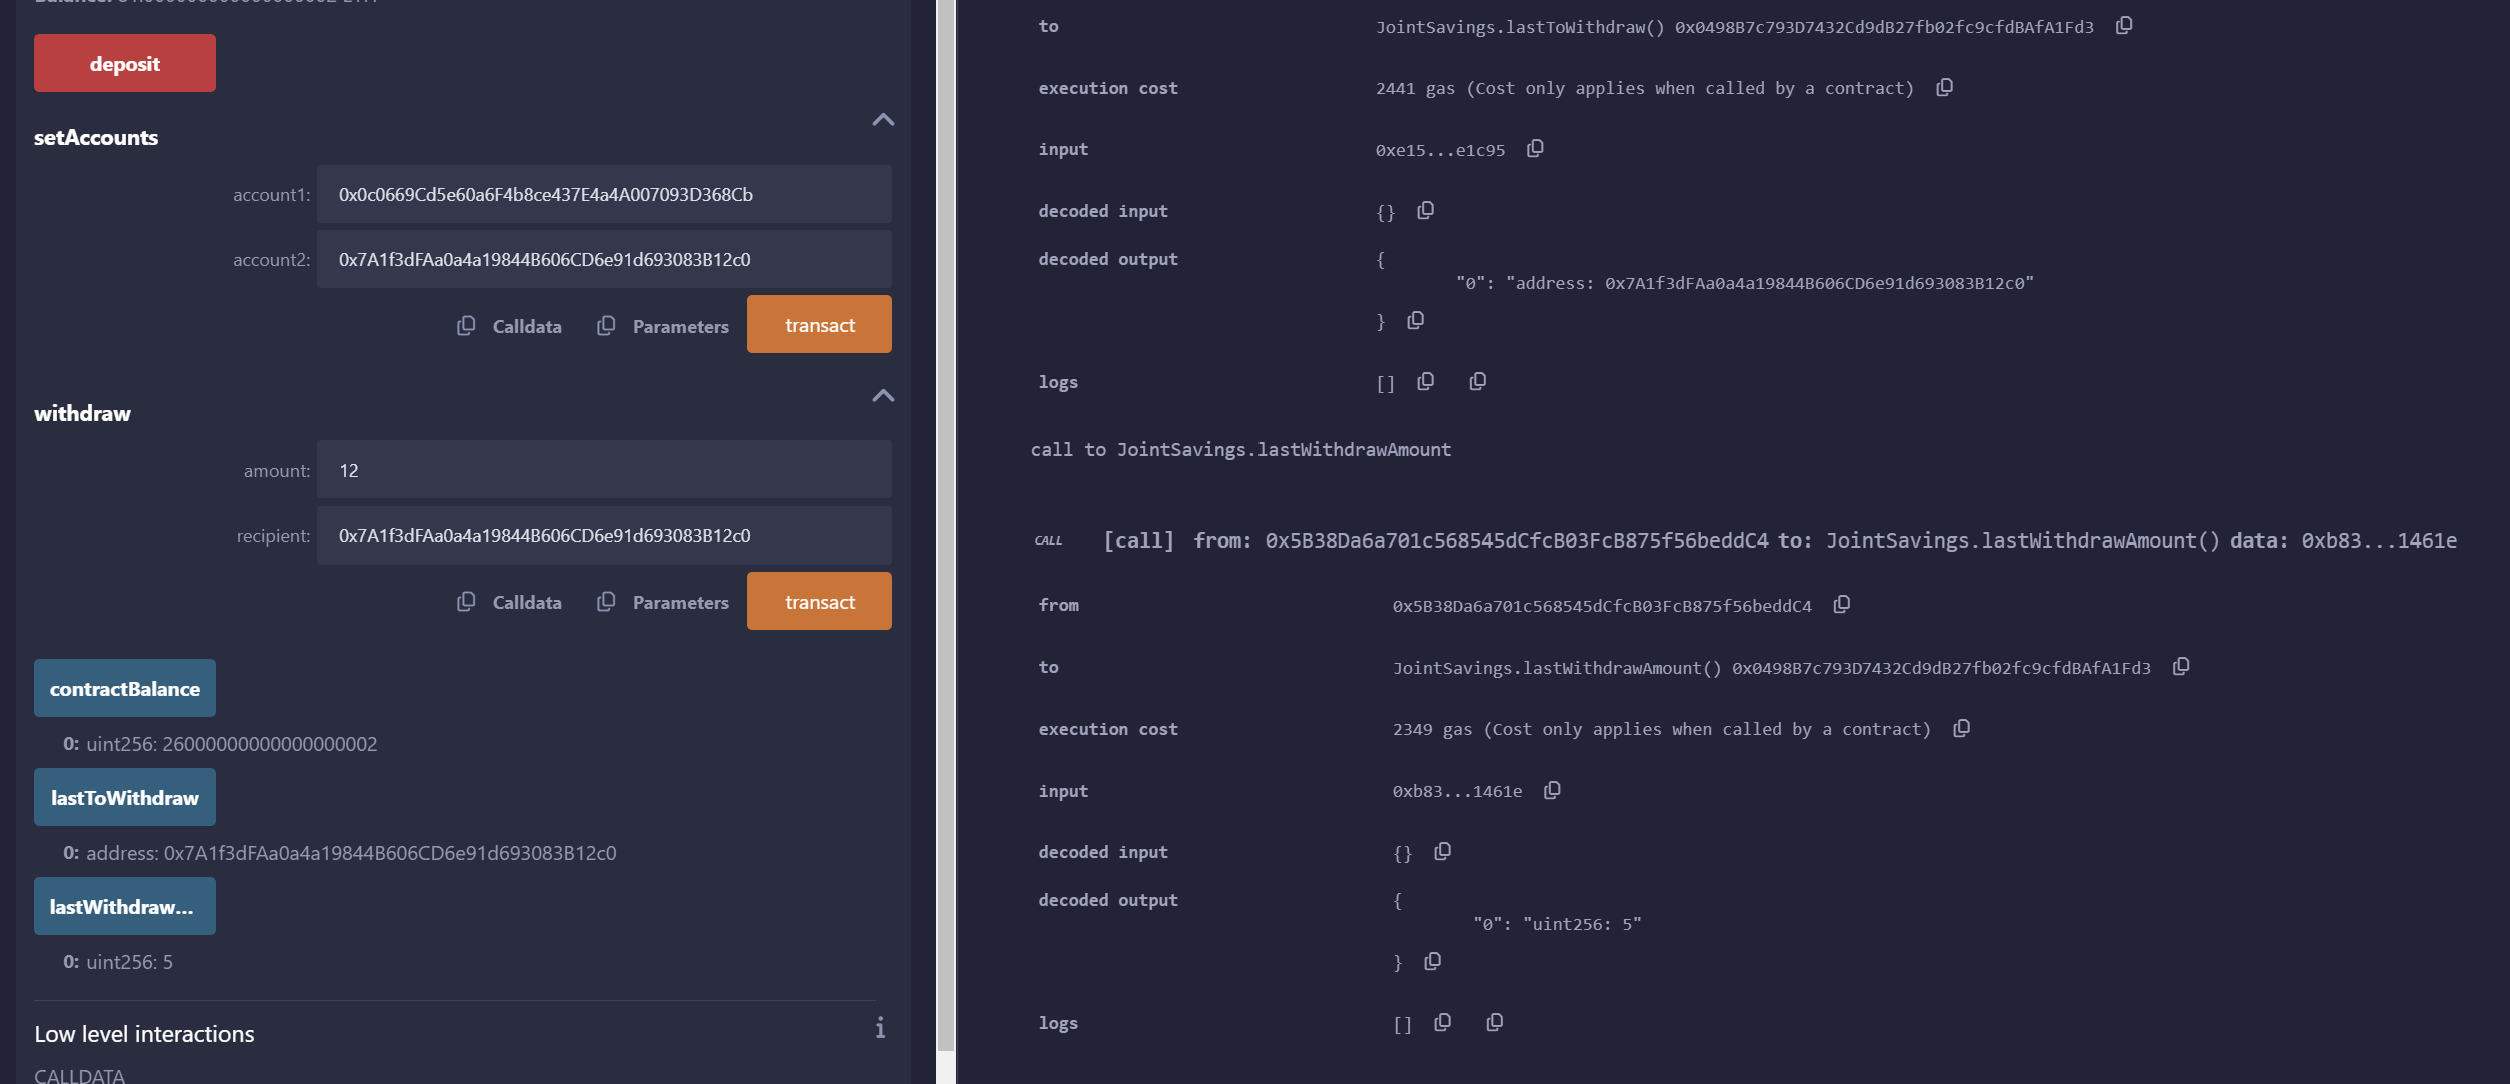 deposit
setAccounts
account1: 0x0c0669Cd5e60a6F4b8ce437E4a4A007093D368Cb
account2: 0x7A1f3dFAa0a4a19844B606CD6e91d693083B12c0
Calldata Parameters transact
withdraw
amount: 12
recipient: 0x7A1f3dFAa0a4a19844B606CD6e91d693083B12c0
Calldata Parameters transact
contractBalance
0: uint256: 26000000000000000002
lastToWithdraw
0: address: 0x7A1f3dFAa0a4a19844B606CD6e91d693083B12c0
lastWithdraw...
0: uint256: 5
Low level interactions
CALLDATA
to JointSavings.lastToWithdraw() 0x0498B7c793D7432Cd9dB27fb02fc9cfdBAfA1Fd3
execution cost 2441 gas (Cost only applies when called by a contract)
input 0xe15...e1c95
decoded input {}
decoded output {
"0": "address: 0x7A1f3dFAa0a4a19844B606CD6e91d693083B12c0"
}
logs []
call to JointSavings.lastWithdrawAmount
CALL [call] from: 0x5B38Da6a701c568545dCfcB03FcB875f56beddC4 to: JointSavings.lastWithdrawAmount() data: 0xb83...1461e
from 0x5B38Da6a701c568545dCfcB03FcB875f56beddC4
to JointSavings.lastWithdrawAmount() 0x0498B7c793D7432Cd9dB27fb02fc9cfdBAfA1Fd3
execution cost 2349 gas (Cost only applies when called by a contract)
input 0xb83...1461e
decoded input {}
decoded output {
"0": "uint256: 5"
}
logs []